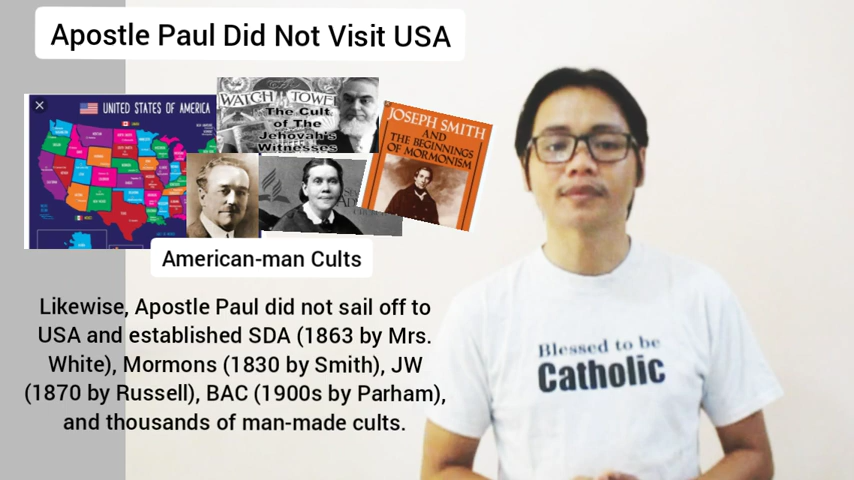 Apostle Paul Did Not Visit USA
UNITED STATES OF AMERICA
WATCH TOWE
The Cult
of The
Jehovah's
Witnesses
JOSEPH SMITH
AND
THE BEGINNINGS
OF MORMONISM
American-man Cults
Likewise, Apostle Paul did not sail off to
USA and established SDA (1863 by Mrs.
White), Mormons (1830 by Smith), JW
(1870 by Russell), BAC (1900s by Parham),
and thousands of man-made cults.
Blessed to be
Catholic